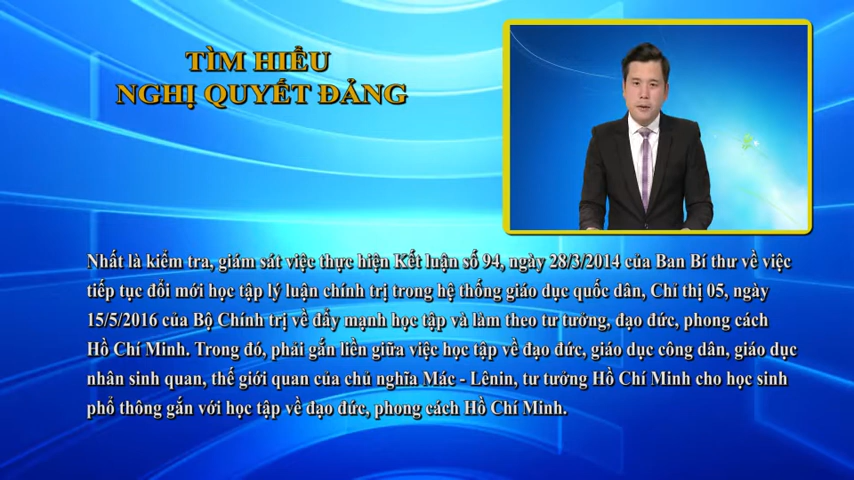 TÌM HIỂU
NGHỊ QUYẾT ĐẢNG
Nhất là kiểm tra, giám sát việc thực hiện Kết luận số 94, ngày 28/3/2014 của Ban Bí thư về việc
tiếp tục đổi mới học tập lý luận chính trị trong hệ thống giáo dục quốc dân, Chỉ thị 05, ngày
15/5/2016 của Bộ Chính trị về đẩy mạnh học tập và làm theo tư tưởng, đạo đức, phong cách
Hồ Chí Minh. Trong đó, phải gắn liền giữa việc học tập về đạo đức, giáo dục công dân, giáo dục
nhân sinh quan, thế giới quan của chủ nghĩa Mác - Lênin, tư tưởng Hồ Chí Minh cho học sinh
phổ thông gắn với học tập về đạo đức, phong cách Hồ Chí Minh.